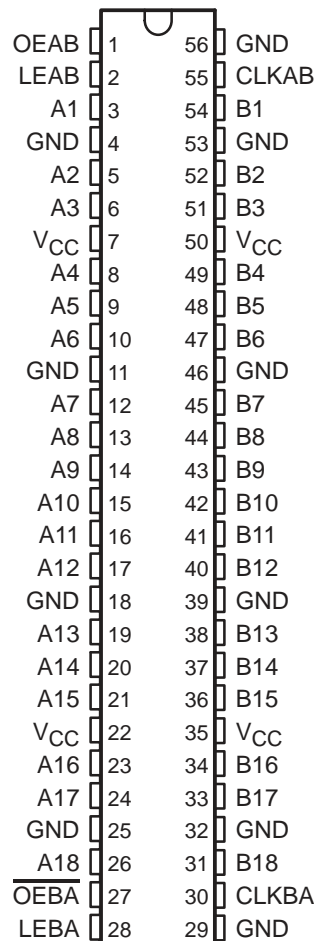 OEAB 1 56 GND
LEAB 2 55 CLKAB
A1 3 54 B1
GND 4 53 GND
A2 5 52 B2
A3 6 51 B3
VCC 7 50 VCC
A4 8 49 B4
A5 9 48 B5
A6 10 47 B6
GND 11 46 GND
A7 12 45 B7
A8 13 44 B8
A9 14 43 B9
A10 15 42 B10
A11 16 41 B11
A12 17 40 B12
GND 18 39 GND
A13 19 38 B13
A14 20 37 B14
A15 21 36 B15
VCC 22 35 VCC
A16 23 34 B16
A17 24 33 B17
GND 25 32 GND
A18 26 31 B18
OEBA 27 30 CLKBA
LEBA 28 29 GND